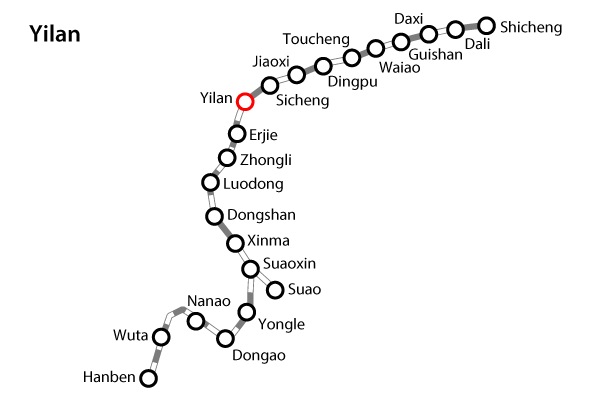 Yilan
Daxi
Shicheng
Toucheng
Dali
Guishan
Jiaoxi
Waiao
Dingpu
Yilan
Sicheng
Erjie
Zhongli
Luodong
Dongshan
Xinma
Suaoxin
Suao
Nanao
Yongle
Wuta
Dongao
Hanben